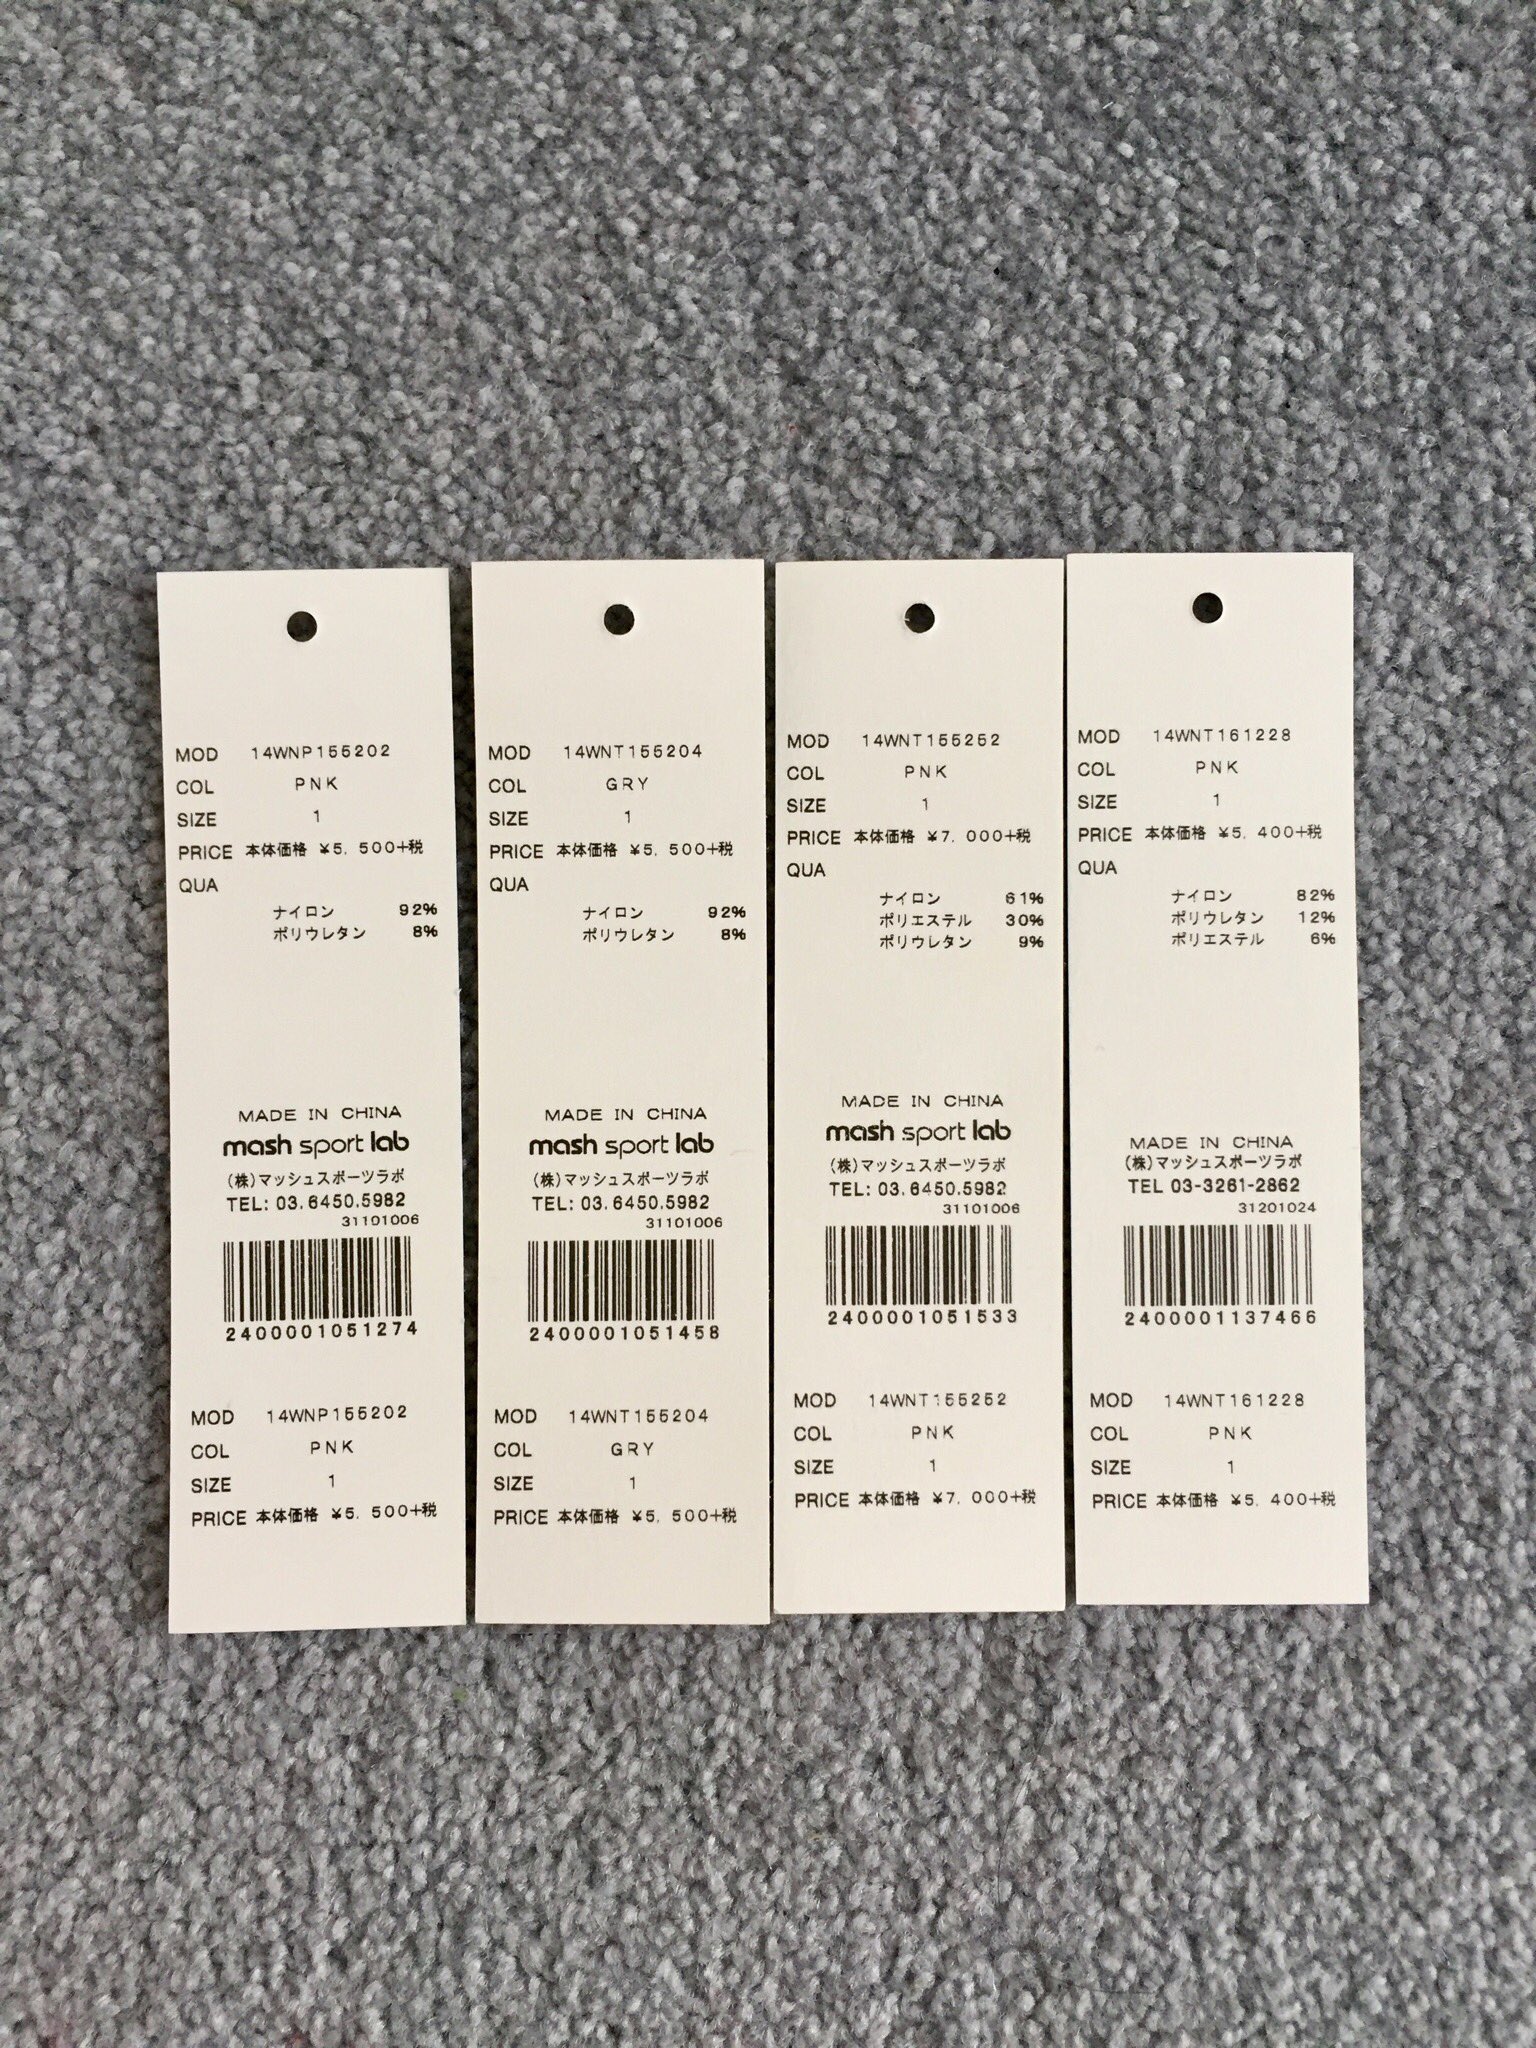 MOD 14WNP155202
COL PNK
SIZE 1
PRICE 本体価格 ¥5, 500+税
QUA
ナイロン 92%
ポリウレタン 8%
MADE IN CHINA
mash sport lab
(株)マッシュスポーツラボ
TEL: 03.6450.5982
31101006
2400001051274
MOD 14WNP155202
COL PNK
SIZE 1
PRICE 本体価格 ¥5, 500+税
MOD 14WNT155204
COL GRY
SIZE 1
PRICE 本体価格 ¥5, 500+税
QUA
ナイロン 92%
ポリウレタン 8%
MADE IN CHINA
mash sport lab
(株)マッシュスポーツラボ
TEL: 03.6450.5982
31101006
2400001051458
MOD 14WNT155204
COL GRY
SIZE 1
PRICE 本体価格 ¥5, 500+税
MOD 14WNT155252
COL PNK
SIZE 1
PRICE 本体価格 ¥7, 000+税
QUA
ナイロン 61%
ポリエステル 30%
ポリウレタン 9%
MADE IN CHINA
mash sport lab
(株)マッシュスポーツラボ
TEL: 03.6450.5982
31101006
2400001051533
MOD 14WNT155252
COL PNK
SIZE 1
PRICE 本体価格 ¥7, 000+税
MOD 14WNT161228
COL PNK
SIZE 1
PRICE 本体価格 ¥5, 400+税
QUA
ナイロン 82%
ポリウレタン 12%
ポリエステル 6%
MADE IN CHINA
(株)マッシュスポーツラボ
TEL 03-3261-2862
31201024
2400001137466
MOD 14WNT161228
COL PNK
SIZE 1
PRICE 本体価格 ¥5, 400+税